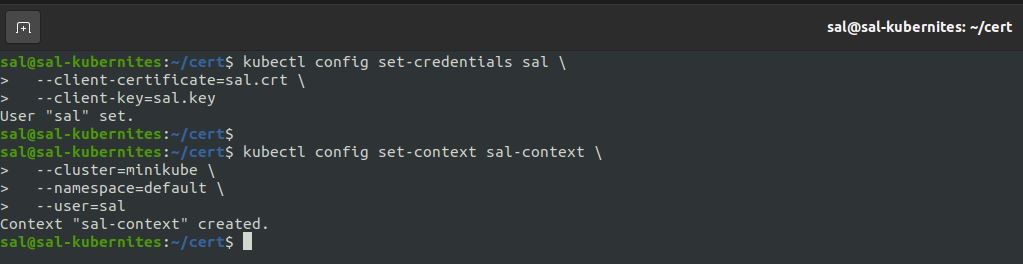 sal@sal-kubernites: ~/cert
sal@sal-kubernites:~/cert$ kubectl config set-credentials sal \
>   --client-certificate=sal.crt \
>   --client-key=sal.key
User "sal" set.
sal@sal-kubernites:~/cert$
sal@sal-kubernites:~/cert$ kubectl config set-context sal-context \
>   --cluster=minikube \
>   --namespace=default \
>   --user=sal
Context "sal-context" created.
sal@sal-kubernites:~/cert$